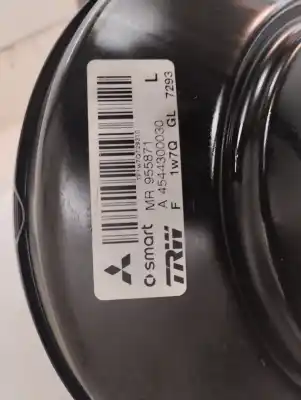 L 7293
MR 955871
A 4544300030
F 1w7Q GL
smart
TRW